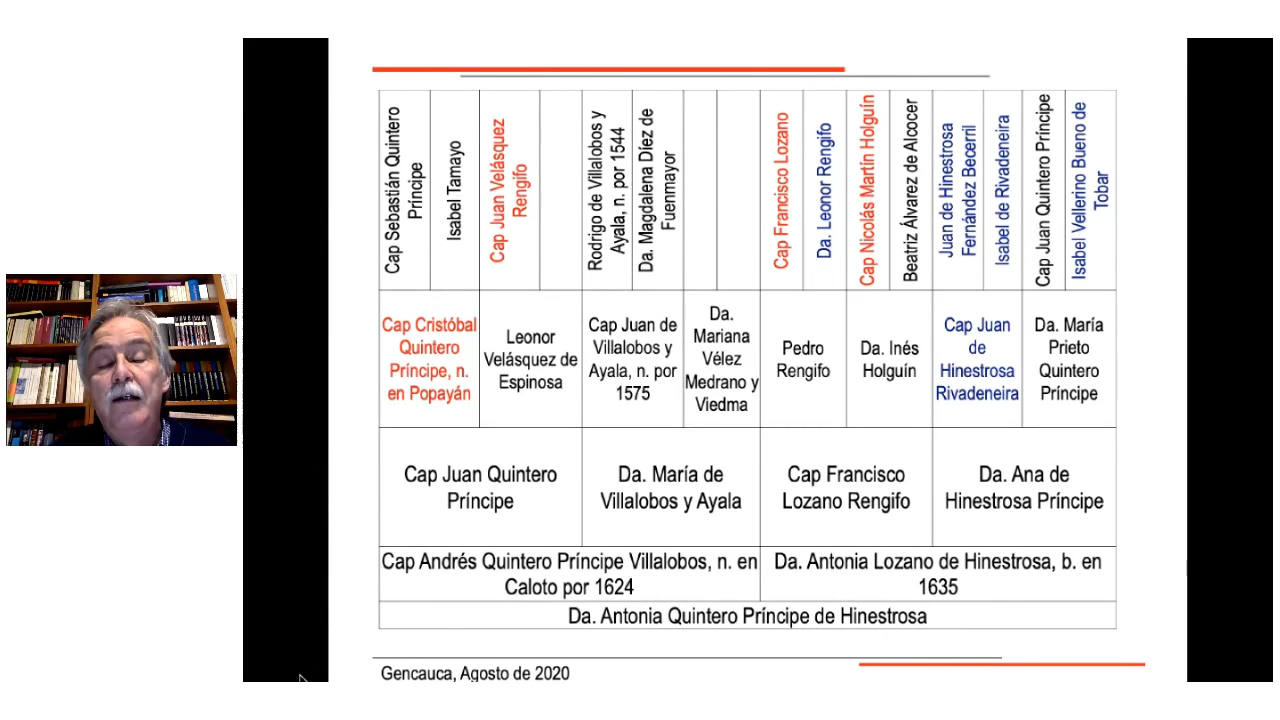 Cap Sebastián Quintero
Príncipe
Isabel Tamayo
Cap Juan Velásquez
Rengifo
Rodrigo de Villalobos y
Ayala, n. por 1544
Da. Magdalena Díez de
Fuenmayor
Cap Francisco Lozano
Da. Leonor Rengifo
Cap Nicolás Martín Holguín
Beatriz Álvarez de Alcocer
Juan de Hinestrosa
Fernández Becerril
Isabel de Rivadeneira
Cap Juan Quintero Príncipe
Isabel Vellerino Bueno de
Tobar
Cap Cristóbal
Quintero
Príncipe, n.
en Popayán
Leonor
Velásquez de
Espinosa
Cap Juan de
Villalobos y
Ayala, n. por
1575
Da.
Mariana
Vélez
Medrano y
Viedma
Pedro
Rengifo
Da. Inés
Holguín
Cap Juan
de
Hinestrosa
Rivadeneira
Da. María
Prieto
Quintero
Príncipe
Cap Juan Quintero
Príncipe
Da. María de
Villalobos y Ayala
Cap Francisco
Lozano Rengifo
Da. Ana de
Hinestrosa Príncipe
Cap Andrés Quintero Príncipe Villalobos, n. en
Caloto por 1624
Da. Antonia Lozano de Hinestrosa, b. en
1635
Da. Antonia Quintero Príncipe de Hinestrosa
Gencauca, Agosto de 2020